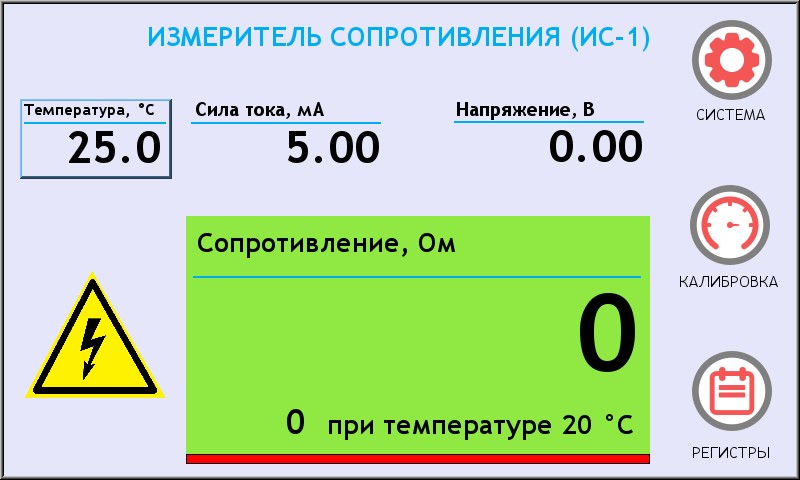 ИЗМЕРИТЕЛЬ СОПРОТИВЛЕНИЯ (ИС-1)
СИСТЕМА
Температура, °С
25.0
Сила тока, мА
5.00
Напряжение, В
0.00
Сопротивление, Ом
0
0 при температуре 20 °С
КАЛИБРОВКА
РЕГИСТРЫ